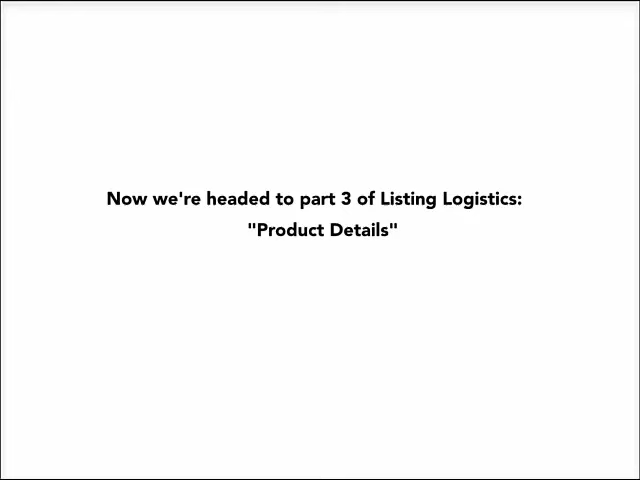 Now we're headed to part 3 of Listing Logistics:
"Product Details"